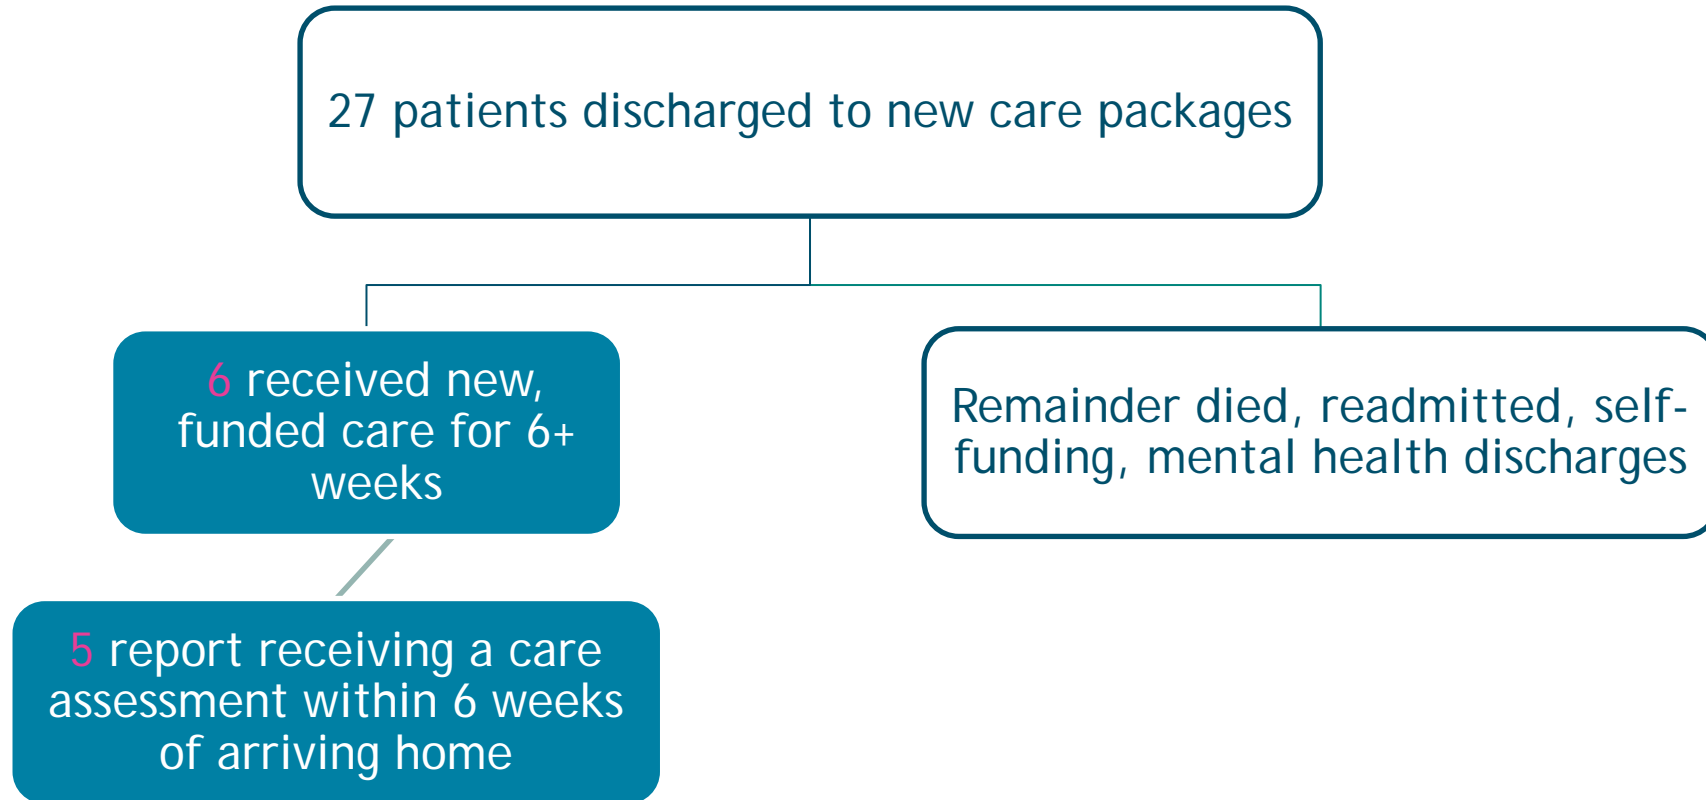 27 patients discharged to new care packages
6 received new,
funded care for 6+
weeks
Remainder died, readmitted, self-
funding, mental health discharges
5 report receiving a care
assessment within 6 weeks
of arriving home